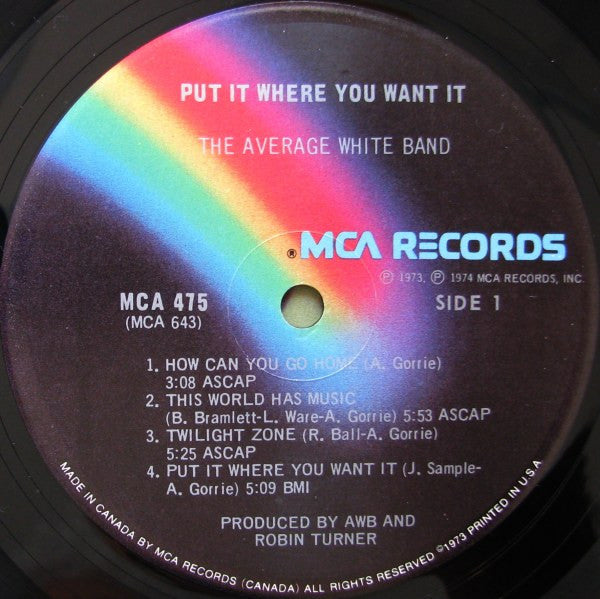 PUT IT WHERE YOU WANT IT
THE AVERAGE WHITE BAND
® MCA RECORDS
Ⓟ 1973, Ⓟ 1974 MCA RECORDS, INC.
MCA 475
(MCA 643)
SIDE 1
1. HOW CAN YOU GO HOME (A. Gorrie)
3:08 ASCAP
2. THIS WORLD HAS MUSIC
(B. Bramlett-L. Ware-A. Gorrie) 5:53 ASCAP
3. TWILIGHT ZONE (R. Ball-A. Gorrie)
5:25 ASCAP
4. PUT IT WHERE YOU WANT IT (J. Sample-
A. Gorrie) 5:09 BMI
PRODUCED BY AWB AND
ROBIN TURNER
MADE IN CANADA BY MCA RECORDS (CANADA) ALL RIGHTS RESERVED ©1973 PRINTED IN U.S.A